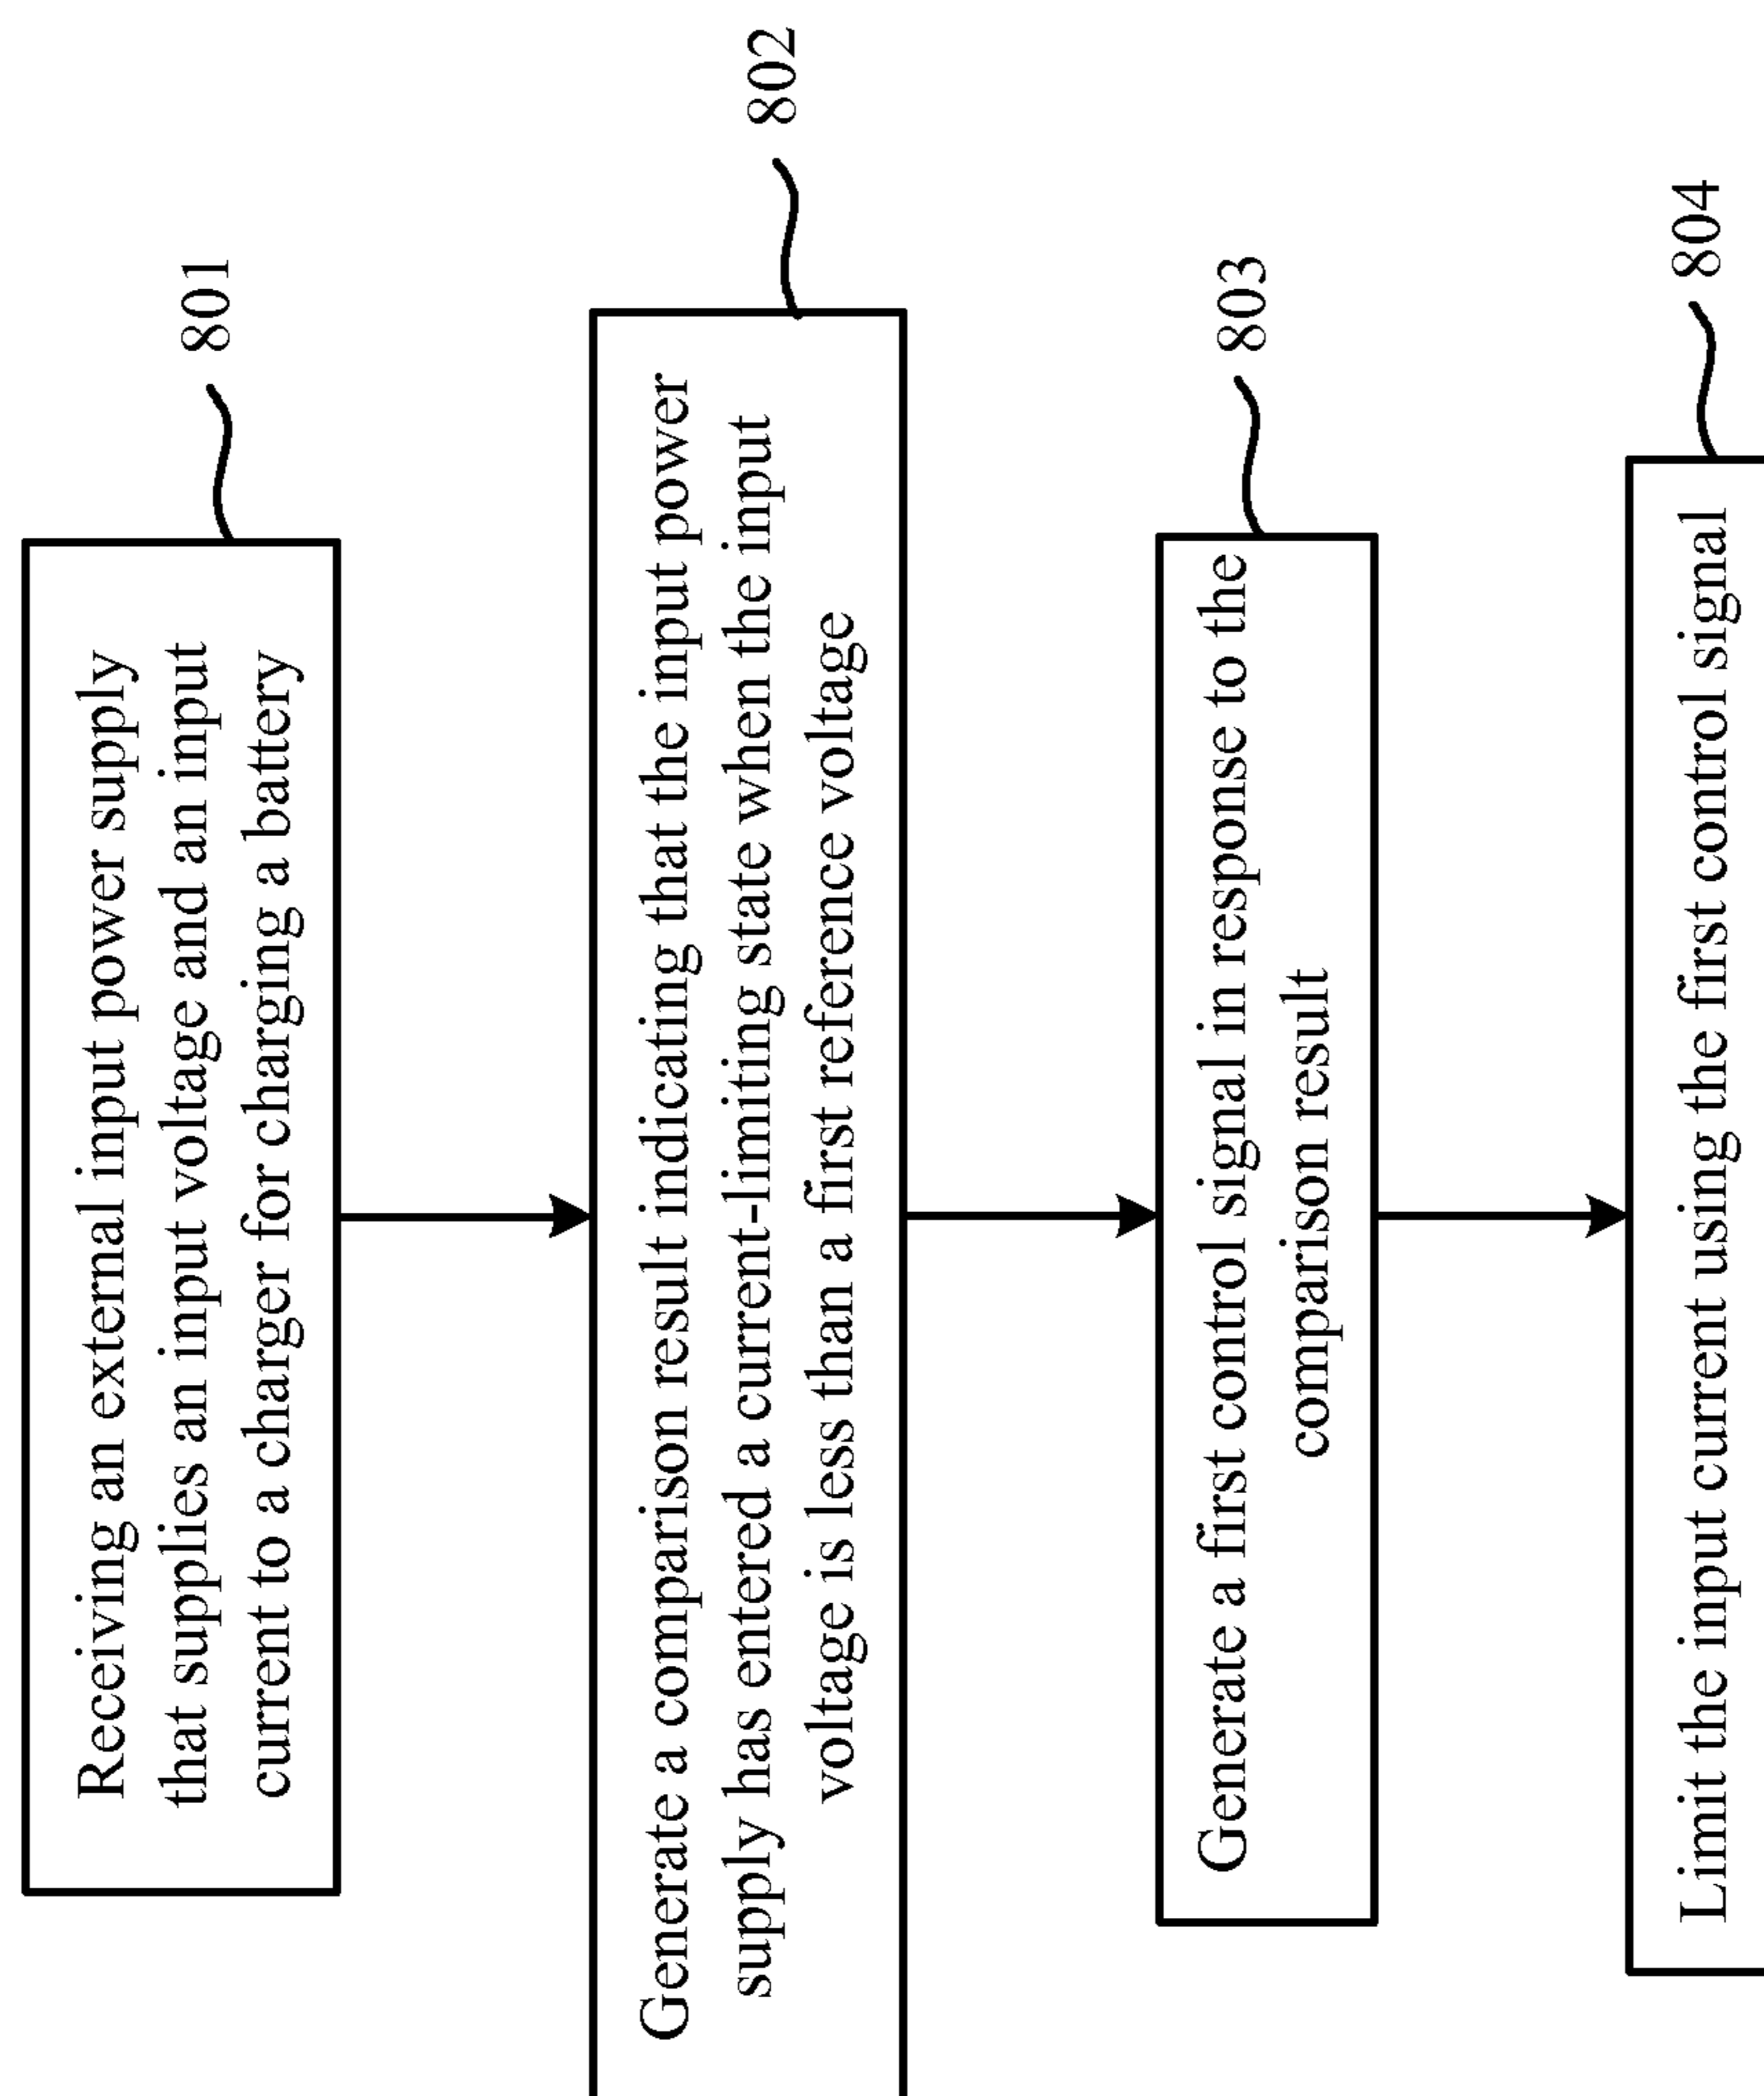 801
Receiving an external input power supply
that supplies an input voltage and an input
current to a charger for charging a battery
802
Generate a comparison result indicating that the input power
supply has entered a current-limiting state when the input
voltage is less than a first reference voltage
803
Generate a first control signal in response to the
comparison result
804
Limit the input current using the first control signal